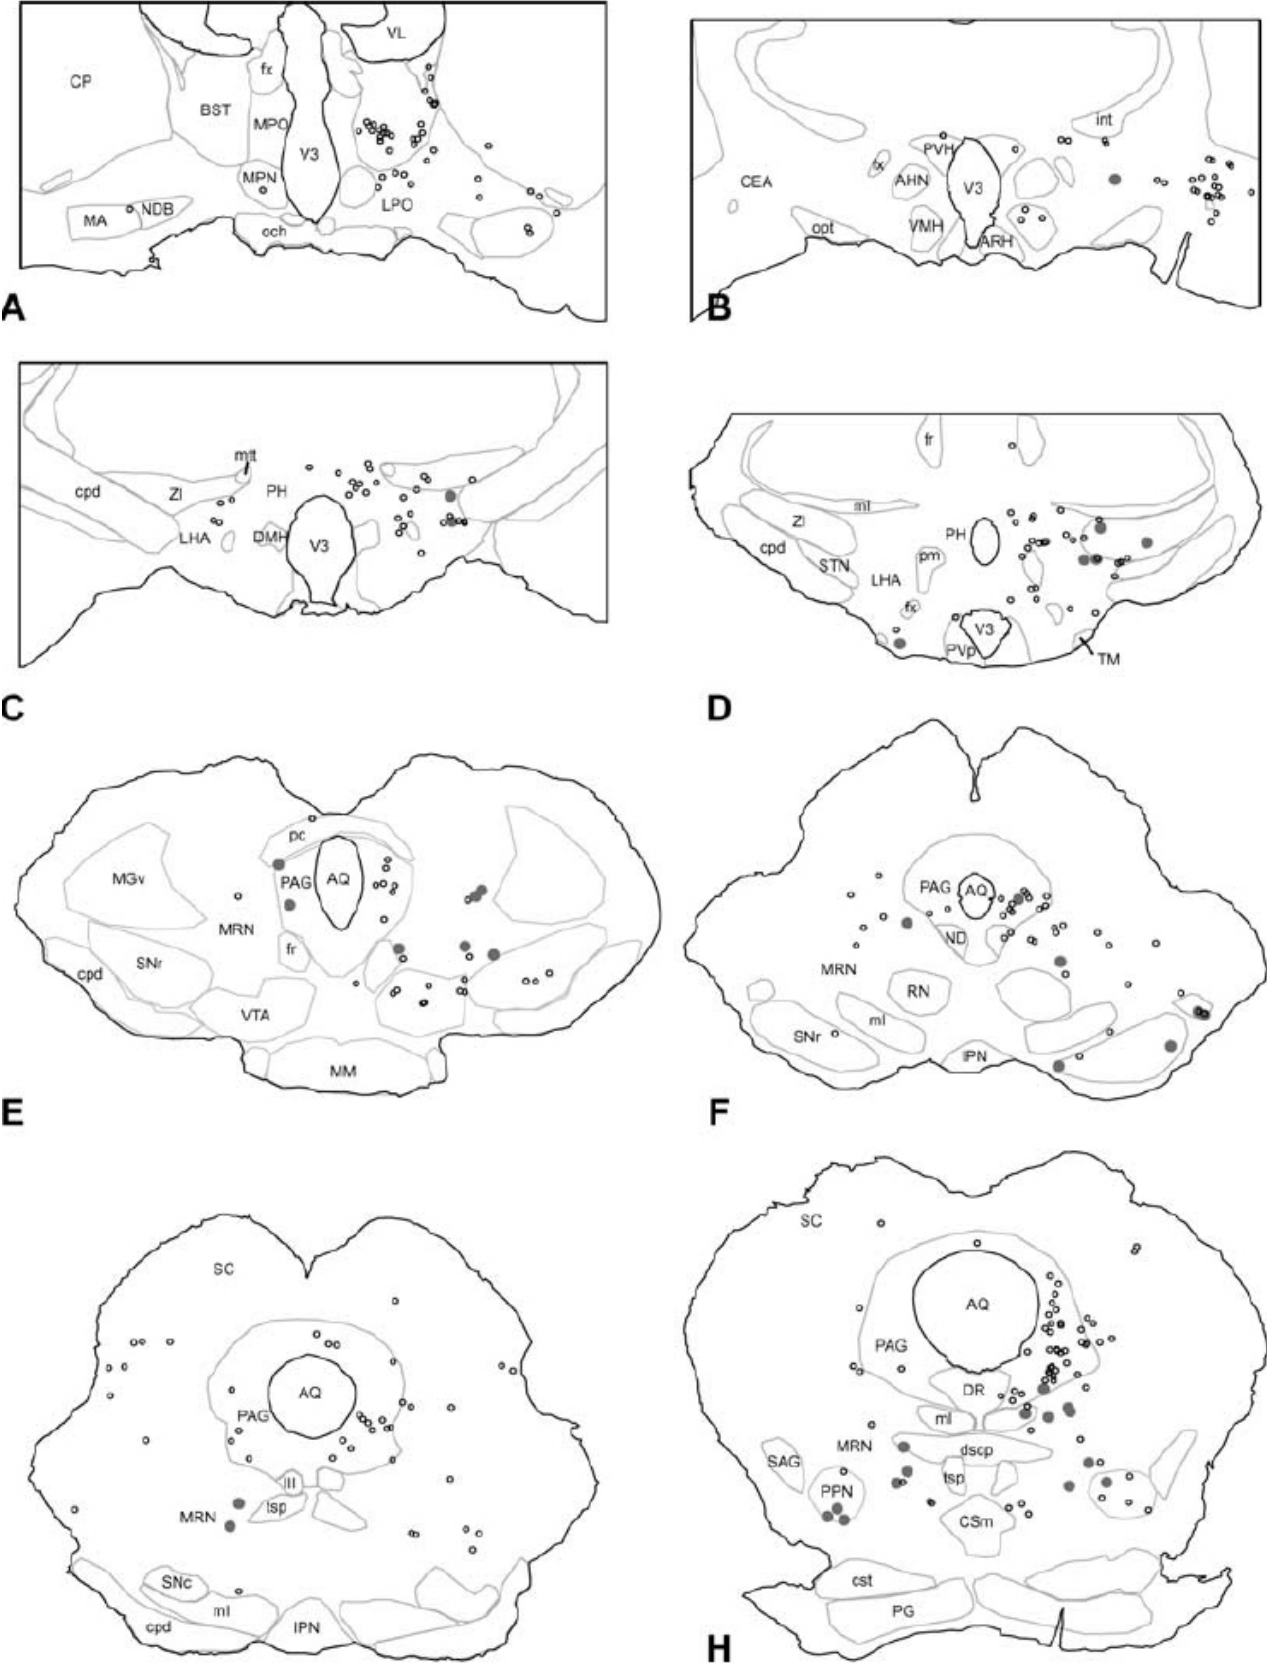 VL
fx
CP
BST
MPO
V3
MPN
MA
NDB
LPO
och
A
int
PVH
fx
CEA
AHN
V3
opt
VMH
ARH
B
mtt
cpd
ZI
PH
LHA
DMH
V3
C
fr
ml
ZI
PH
cpd
STN
pm
LHA
fx
V3
PVp
TM
D
pc
MGv
PAG
AQ
MRN
fr
SNr
cpd
VTA
MM
E
PAG
AQ
ND
MRN
RN
ml
SNr
IPN
F
SC
AQ
PAG
III
tsp
MRN
SNc
ml
cpd
IPN
SC
AQ
PAG
DR
ml
MRN
dscp
SAG
tsp
PPN
CSm
cst
PG
H